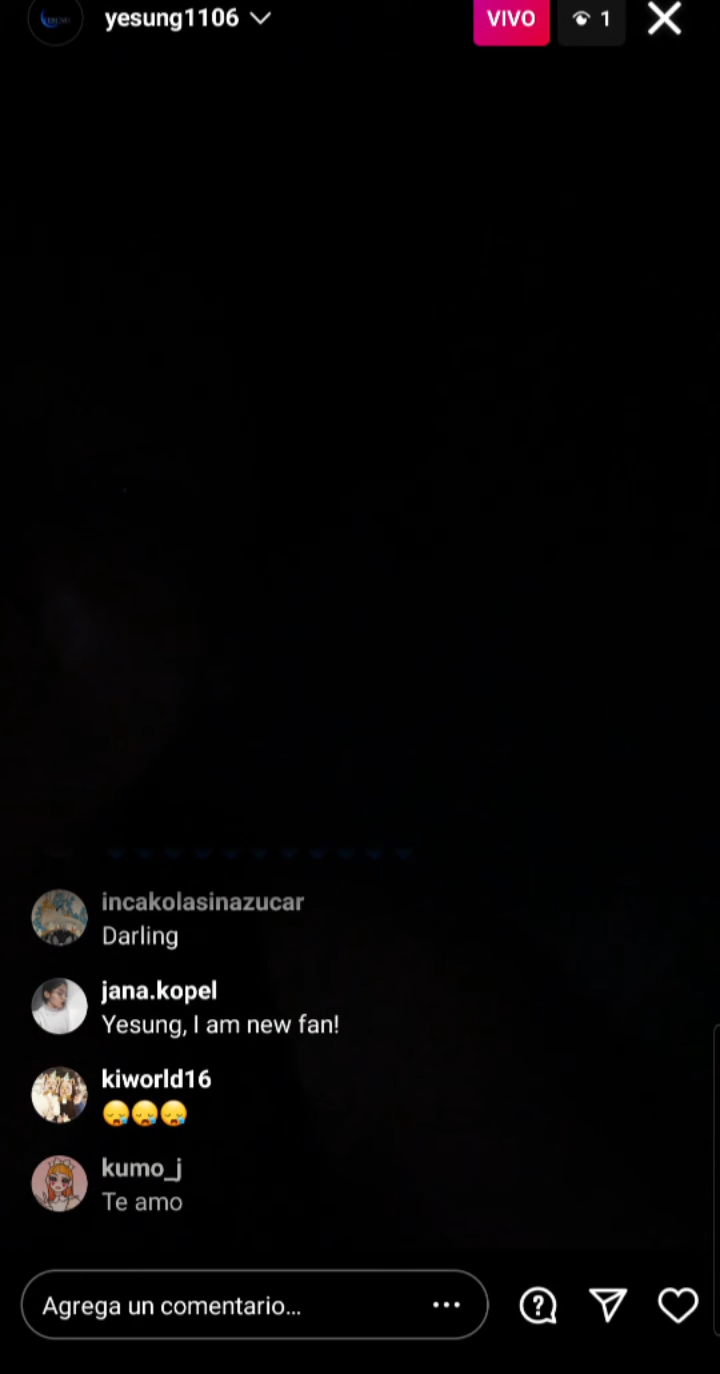 yesung1106
VIVO
1
incakolasinazucar
Darling
jana.kopel
Yesung, I am new fan!
kiworld16
😪😪😪
kumo_j
Te amo
Agrega un comentario...